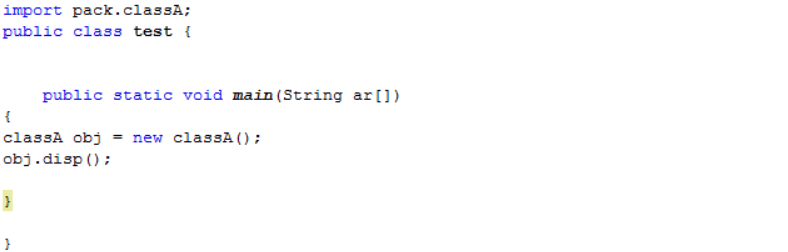 import pack.classA;
public class test {
public static void main(String ar[])
{
classA obj = new classA();
obj.disp();
}
}